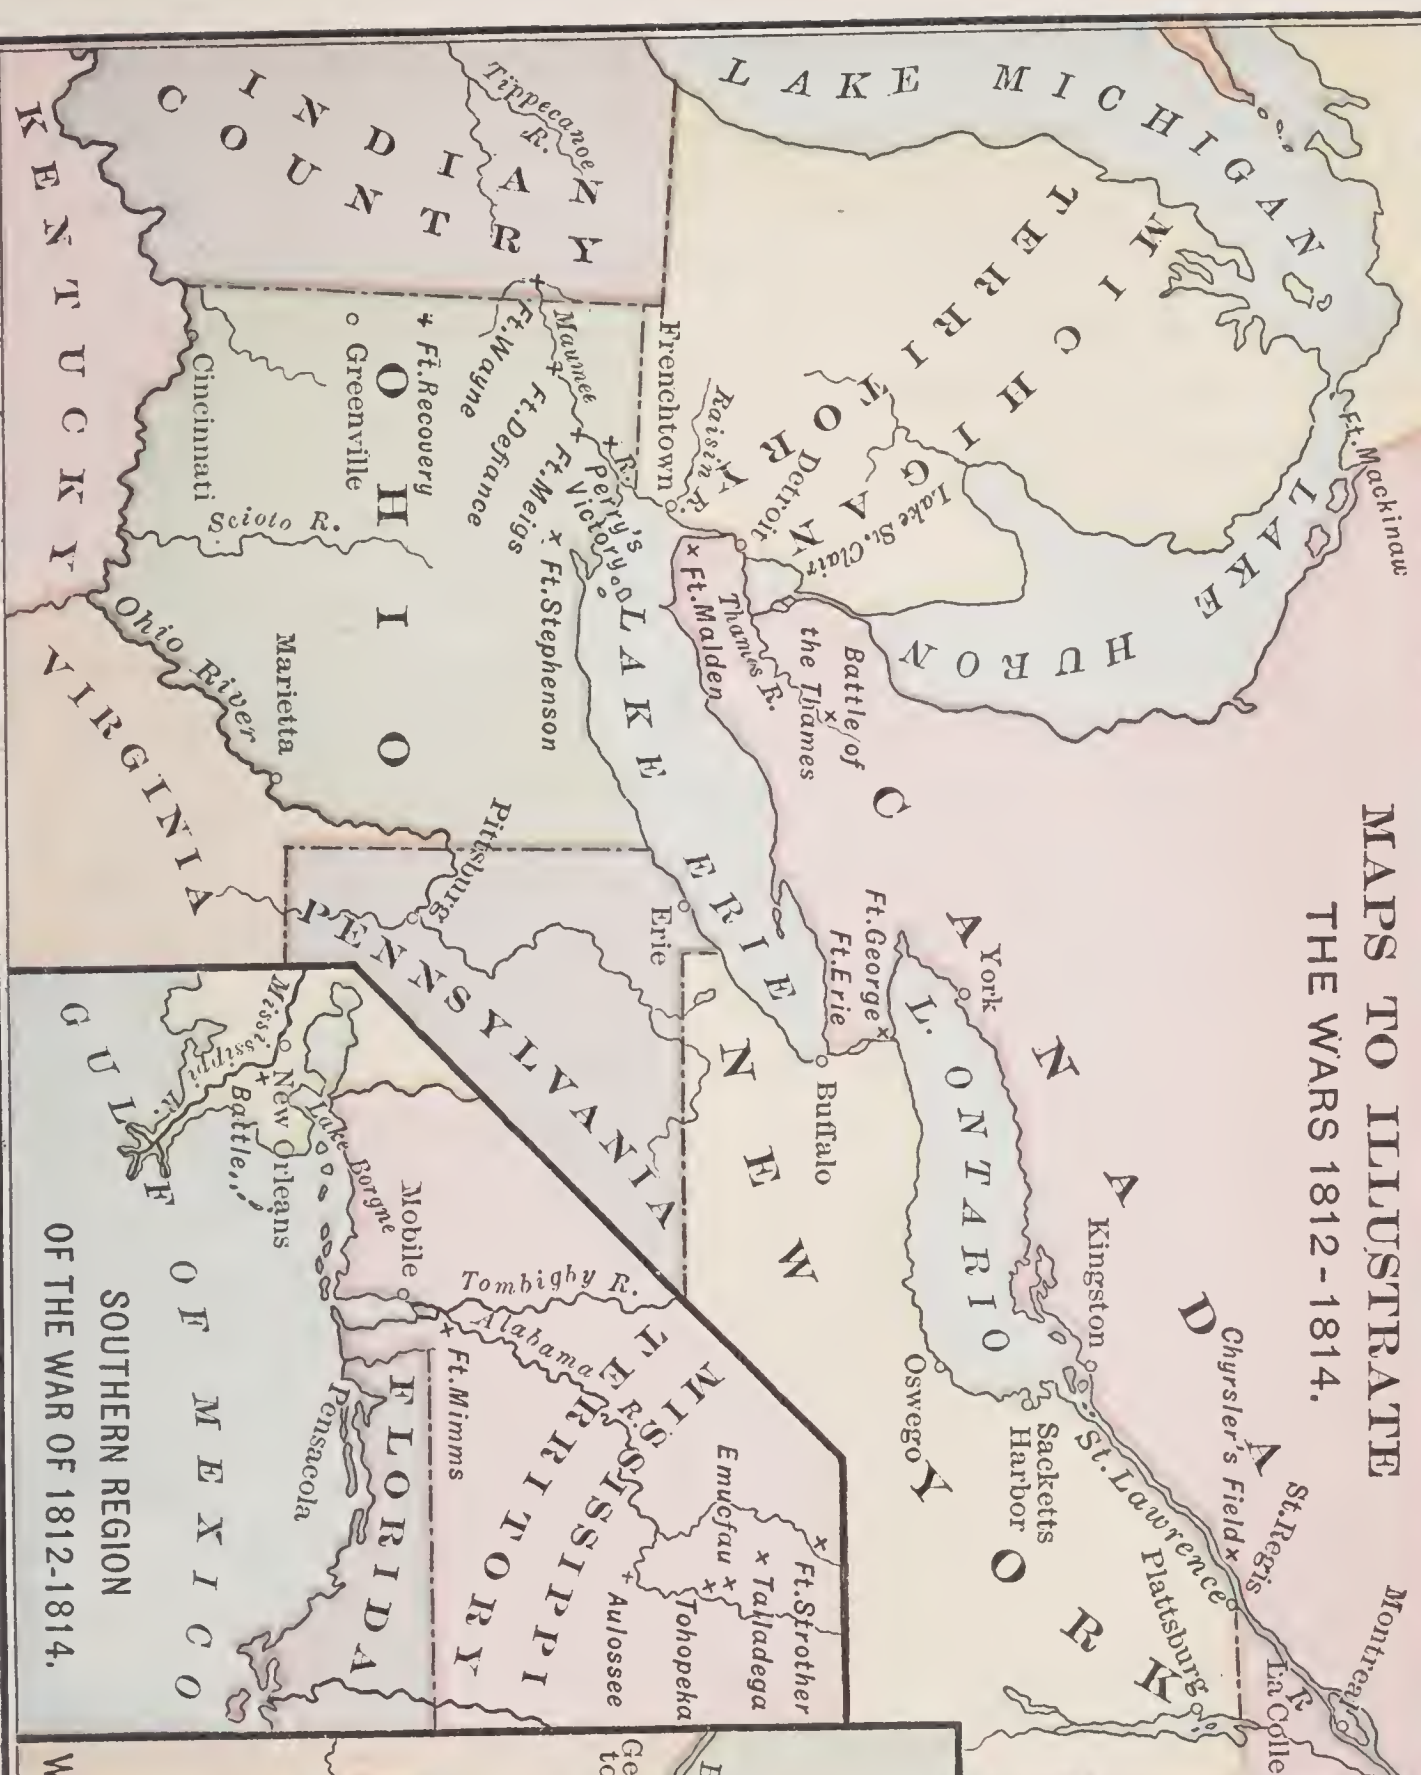 MAPS TO ILLUSTRATE
THE WARS 1812-1814.
LAKE MICHIGAN
MICHIGAN
TERRITORY
LAKE HURON
Ft. Mackinaw
Lake St. Clair
Detroit
Raisin R.
Frenchtown
Ft. Malden
Thames R.
Battle of
the Thames
CANADA
York
Kingston
Chyrsler's Field
St. Regis
Montreal
La Colle
R.
St. Lawrence
Plattsburg
Sacketts
Harbor
Oswego
L. ONTARIO
Ft. George
Ft. Erie
Buffalo
NEW YORK
LAKE ERIE
Perry's
Victory
Erie
PENNSYLVANIA
Pittsburg
INDIAN
COUNTRY
Tippecanoe
R.
Maumee
R.
Ft. Wayne
Ft. Defiance
Ft. Meigs
Ft. Stephenson
Ft. Recovery
Greenville
OHIO
Cincinnati
Scioto R.
Marietta
Ohio River
KENTUCKY
VIRGINIA
Ft. Strother
Talladega
Emucfau
Tohopeka
Aulossee
MISSISSIPPI
TERRITORY
Tombigby R.
Alabama R.
Ft. Mimms
Mobile
FLORIDA
Pensacola
Lake Borgne
New Orleans
Battle
Mississippi R.
GULF OF MEXICO
SOUTHERN REGION
OF THE WAR OF 1812-1814.
W
Ge
to